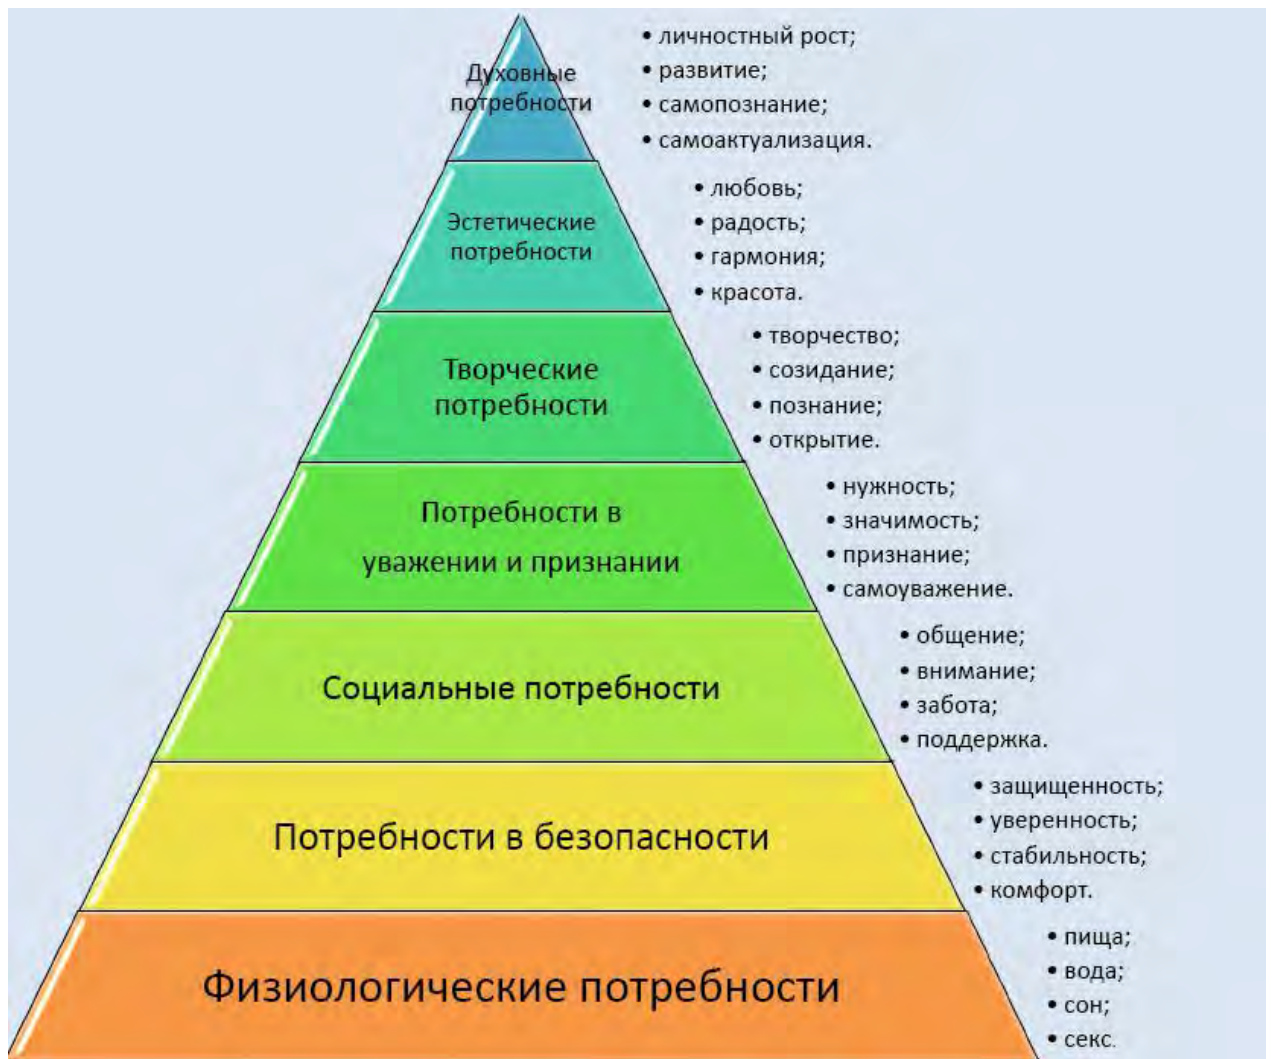 Духовные
потребности
• личностный рост;
• развитие;
• самопознание;
• самоактуализация.
Эстетические
потребности
• любовь;
• радость;
• гармония;
• красота.
Творческие
потребности
• творчество;
• созидание;
• познание;
• открытие.
Потребности в
уважении и признании
• нужность;
• значимость;
• признание;
• самоуважение.
Социальные потребности
• общение;
• внимание;
• забота;
• поддержка.
Потребности в безопасности
• защищенность;
• уверенность;
• стабильность;
• комфорт.
Физиологические потребности
• пища;
• вода;
• сон;
• секс.